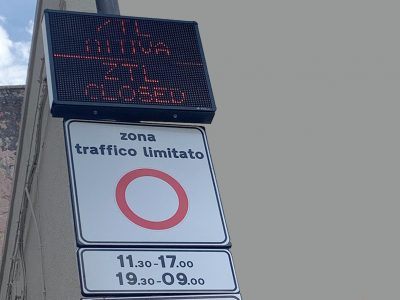 ZTL
ATTIVA
ZTL
CLOSED
zona
traffico limitato
11.30-17.00
19.30-09.00